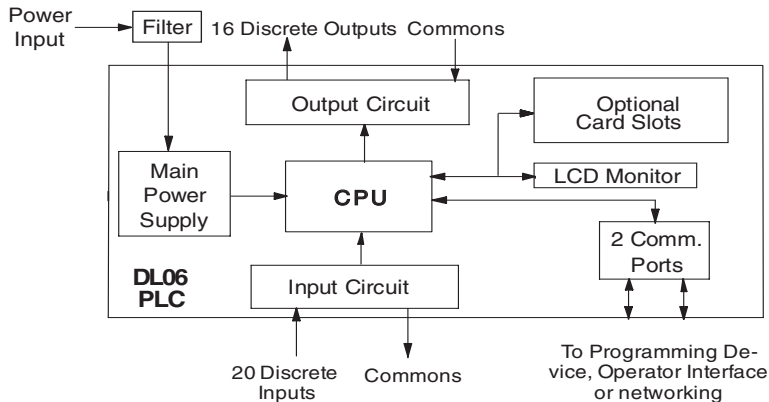 Power
Input
Filter
16 Discrete Outputs
Commons
Output Circuit
Optional
Card Slots
Main
Power
Supply
CPU
LCD Monitor
2 Comm.
Ports
DL06
PLC
Input Circuit
20 Discrete
Inputs
Commons
To Programming De-
vice, Operator Interface
or networking